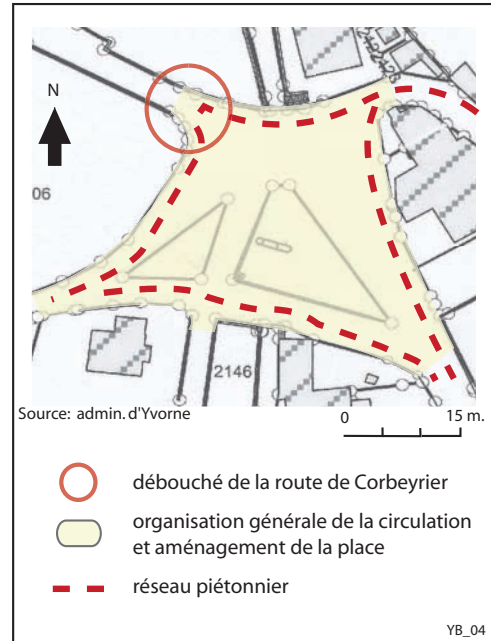 N
06
2146
Source: admin. d'Yvorne
0 15 m.
débouché de la route de Corbeyrier
organisation générale de la circulation
et aménagement de la place
réseau piétonnier
YB_04